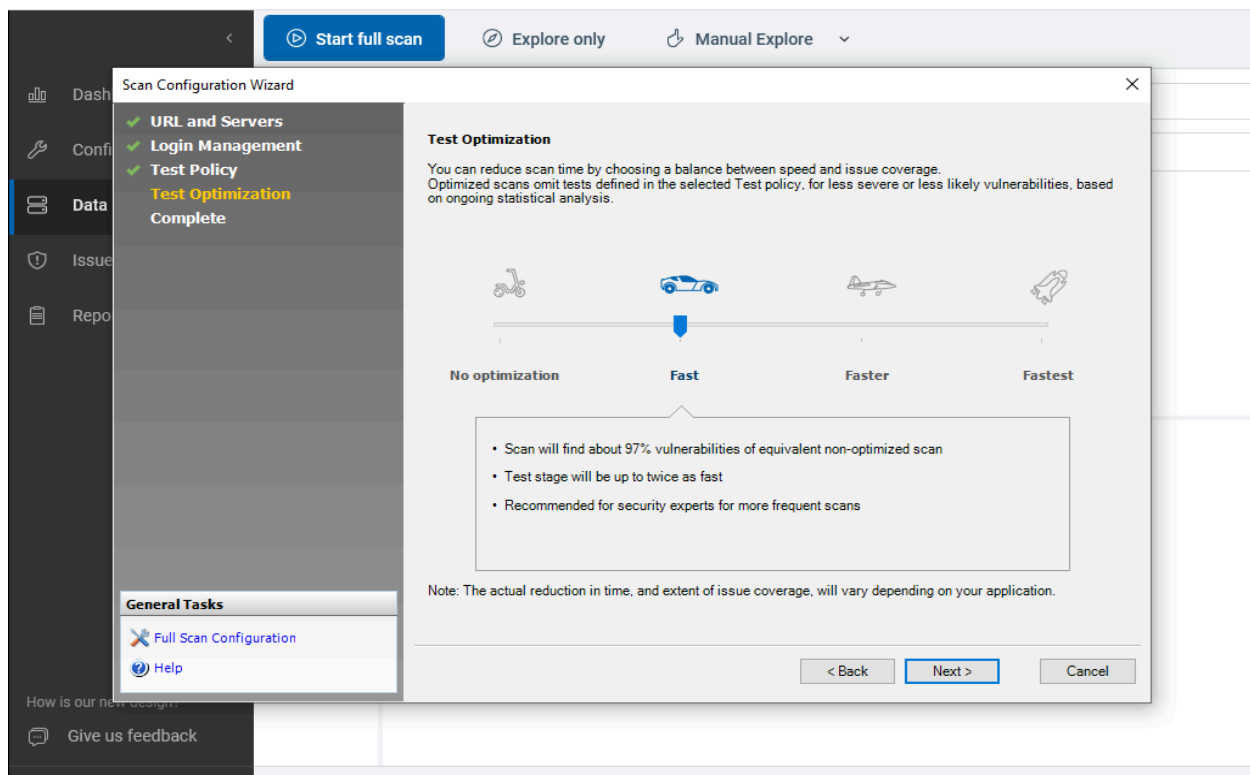 Start full scan
Explore only
Manual Explore
Dash
Scan Configuration Wizard
Confi
Data
Issue
Repo
URL and Servers
Login Management
Test Policy
Test Optimization
Complete
Test Optimization
You can reduce scan time by choosing a balance between speed and issue coverage.
Optimized scans omit tests defined in the selected Test policy, for less severe or less likely vulnerabilities, based
on ongoing statistical analysis.
No optimization
Fast
Faster
Fastest
• Scan will find about 97% vulnerabilities of equivalent non-optimized scan
• Test stage will be up to twice as fast
• Recommended for security experts for more frequent scans
Note: The actual reduction in time, and extent of issue coverage, will vary depending on your application.
General Tasks
Full Scan Configuration
Help
< Back
Next >
Cancel
How is our new design?
Give us feedback